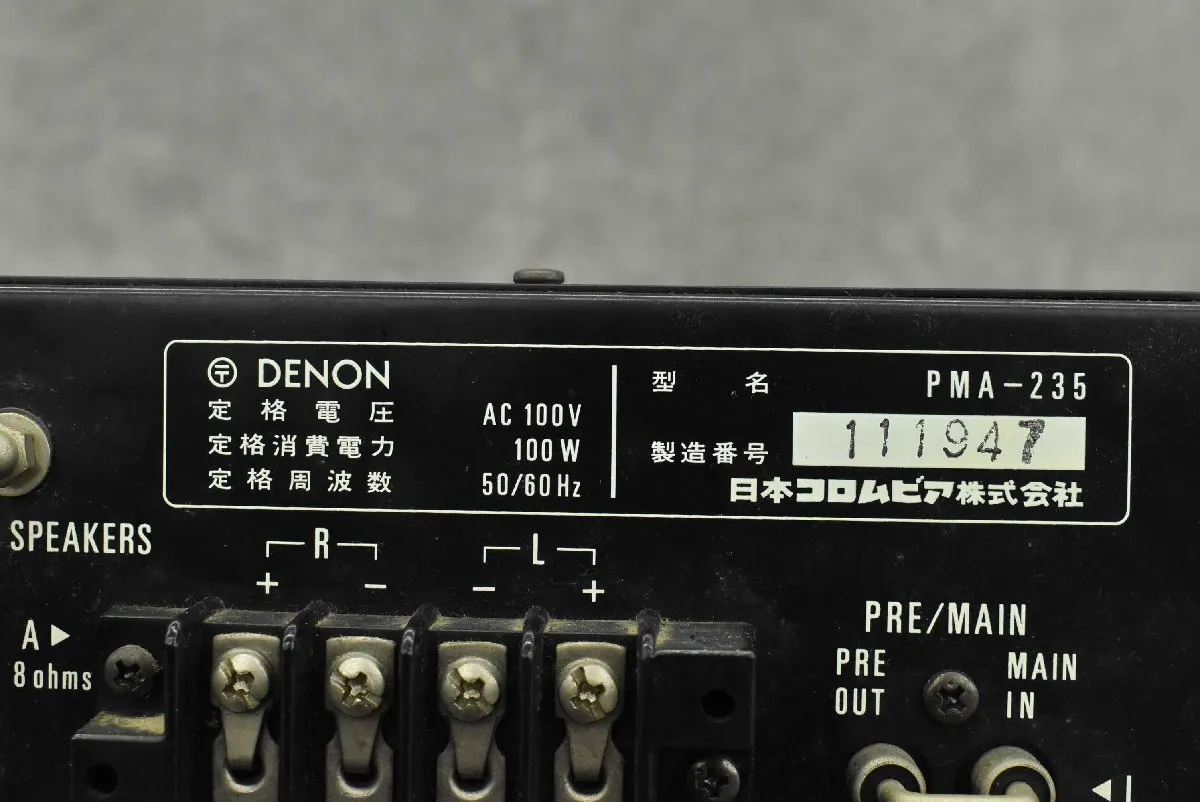 〶 DENON
定格電圧 AC 100V
定格消費電力 100W
定格周波数 50/60Hz
型名 PMA-235
製造番号 111947
日本コロムビア株式会社
SPEAKERS
R
+ −
L
− +
A ▶
8 ohms
PRE/MAIN
PRE OUT
MAIN IN